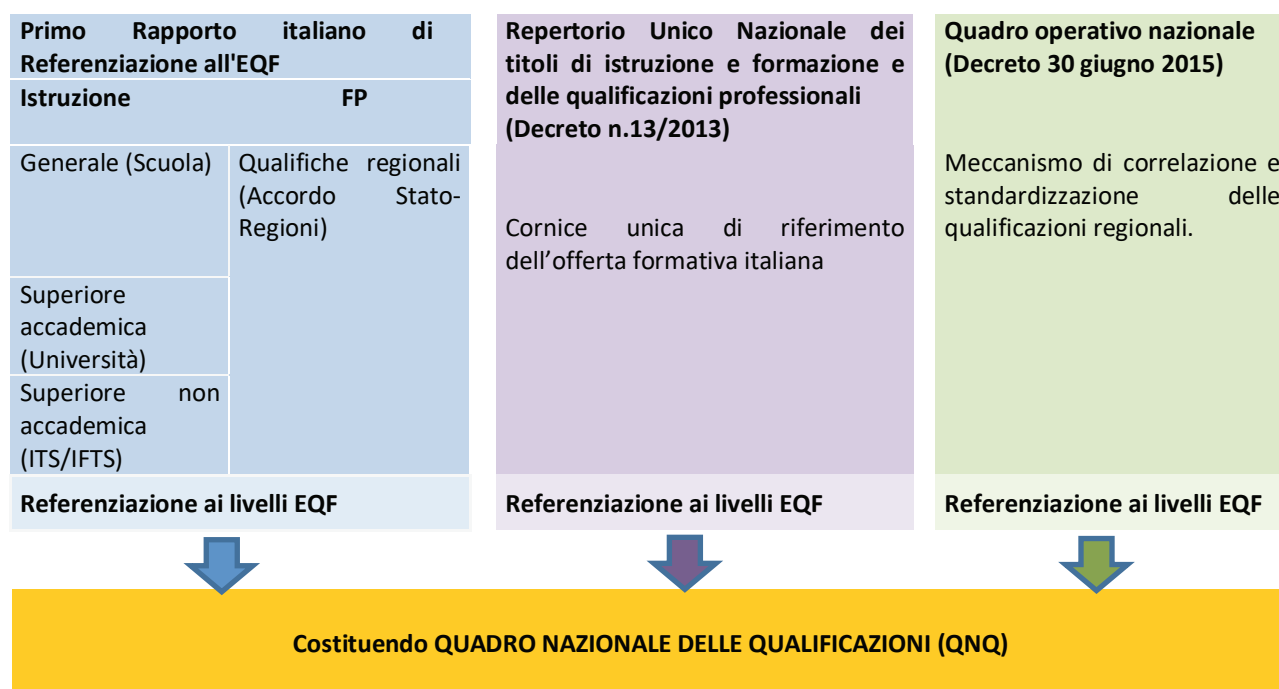 Primo Rapporto italiano di
Referenziazione all'EQF
Istruzione FP
Generale (Scuola)
Qualifiche regionali
(Accordo Stato-
Regioni)
Superiore
accademica
(Università)
Superiore non
accademica
(ITS/IFTS)
Referenziazione ai livelli EQF
Repertorio Unico Nazionale dei
titoli di istruzione e formazione e
delle qualificazioni professionali
(Decreto n.13/2013)
Cornice unica di riferimento
dell’offerta formativa italiana
Referenziazione ai livelli EQF
Quadro operativo nazionale
(Decreto 30 giugno 2015)
Meccanismo di correlazione e
standardizzazione delle
qualificazioni regionali.
Referenziazione ai livelli EQF
Costituendo QUADRO NAZIONALE DELLE QUALIFICAZIONI (QNQ)